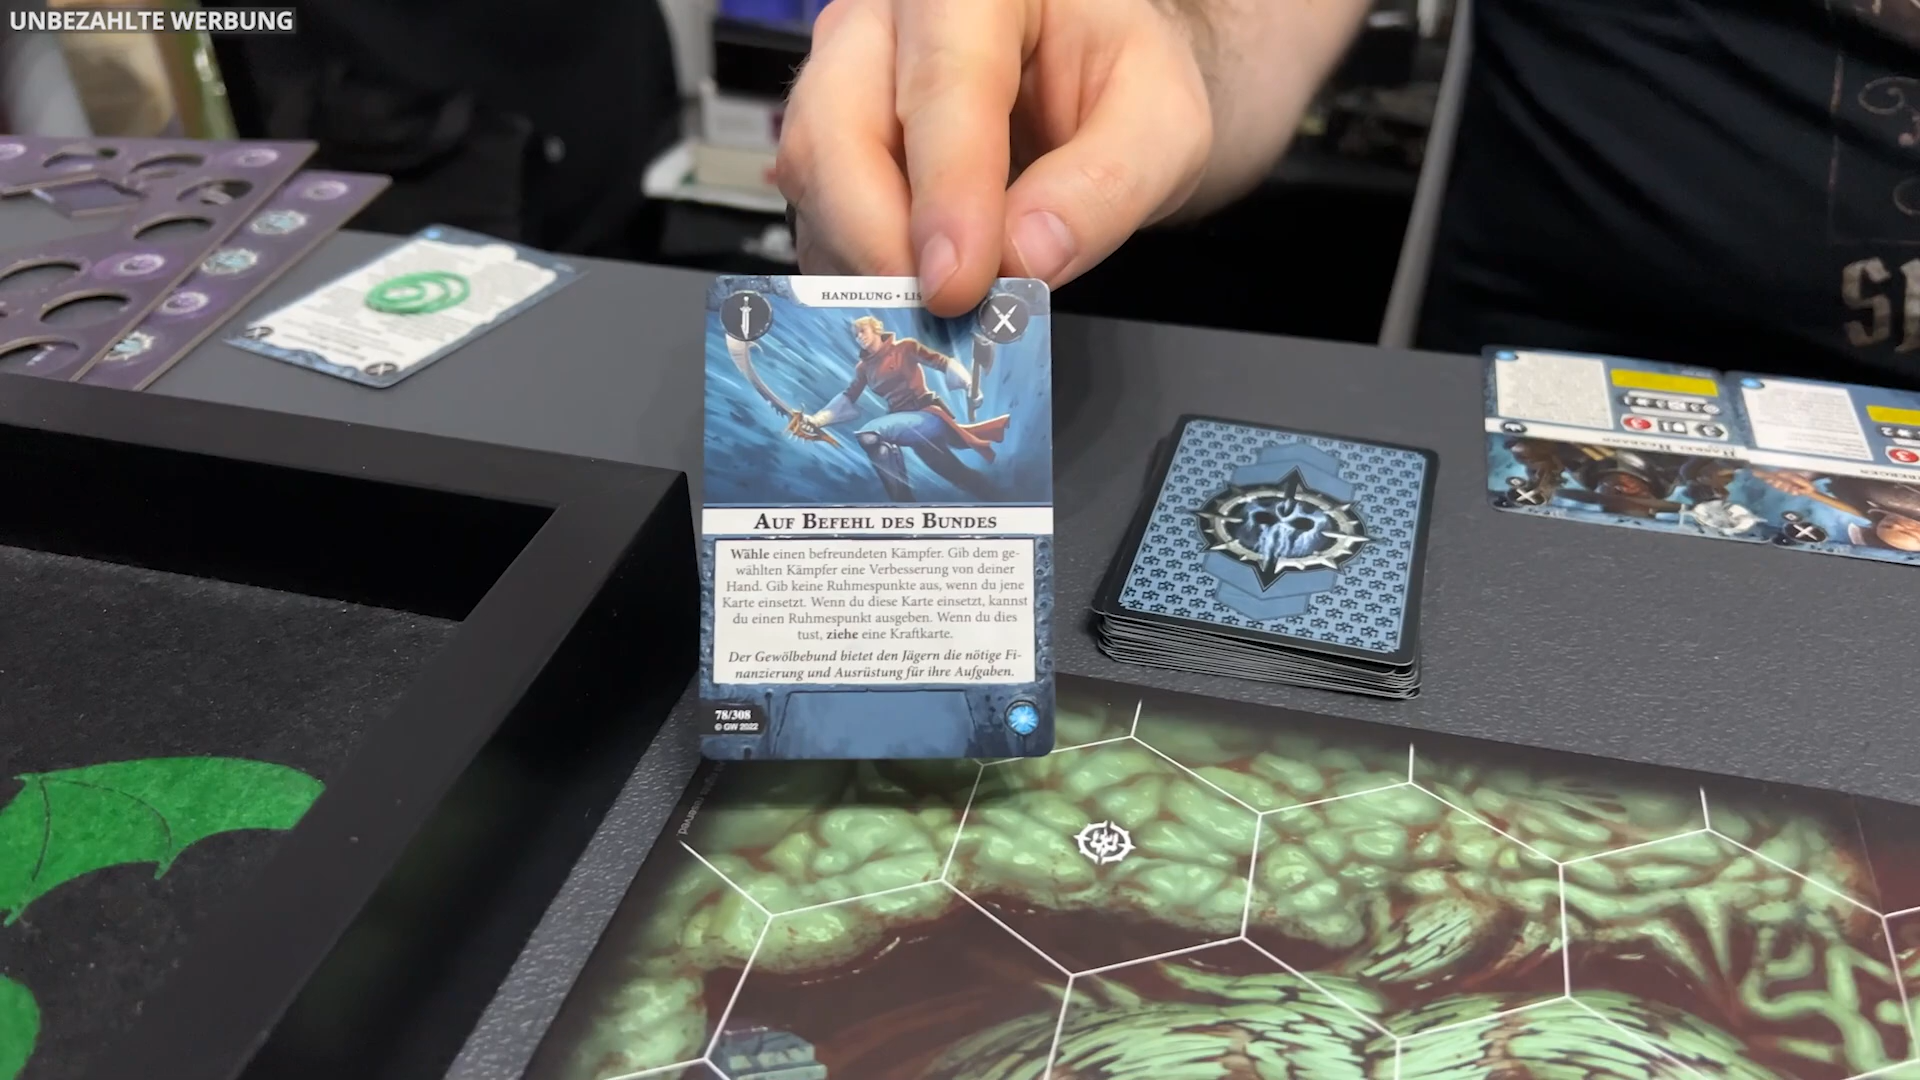 UNBEZAHLTE WERBUNG
HANDLUNG • LIS
AUF BEFEHL DES BUNDES
Wähle einen befreundeten Kämpfer. Gib dem ge-
wählten Kämpfer eine Verbesserung von deiner
Hand. Gib keine Ruhmespunkte aus, wenn du jene
Karte einsetzt. Wenn du diese Karte einsetzt, kannst
du einen Ruhmespunkt ausgeben. Wenn du dies
tust, ziehe eine Kraftkarte.
Der Gewölbebund bietet den Jägern die nötige Fi-
nanzierung und Ausrüstung für ihre Aufgaben.
78/308
© GW 2022